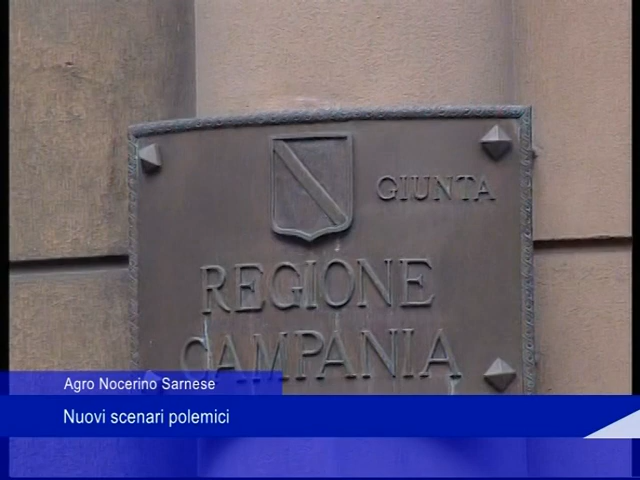 GIUNTA
REGIONE
CAMPANIA
Agro Nocerino Sarnese
Nuovi scenari polemici